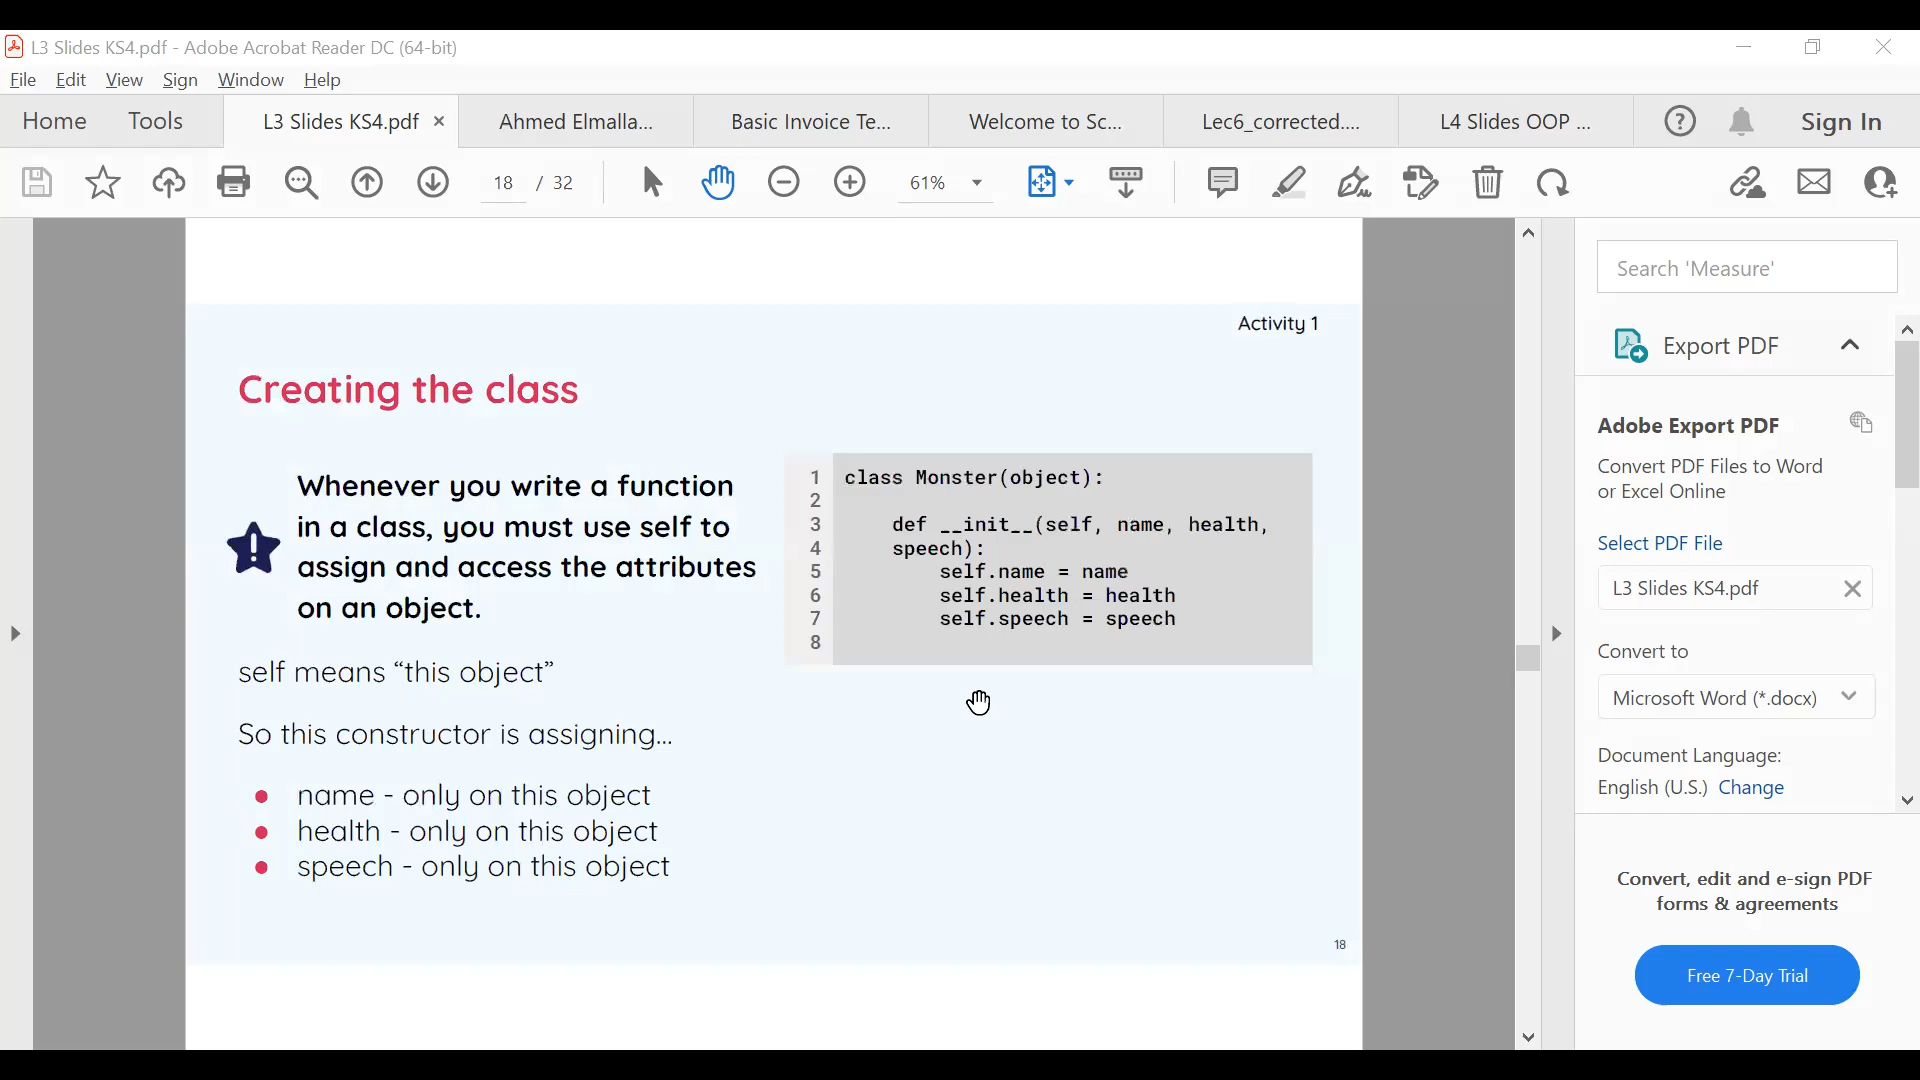 L3 Slides KS4.pdf - Adobe Acrobat Reader DC (64-bit)
File Edit View Sign Window Help
Home Tools L3 Slides KS4.pdf × Ahmed Elmalla... Basic Invoice Te... Welcome to Sc... Lec6_corrected.... L4 Slides OOP ... ? Sign In
18 / 32 61%
Activity 1
Creating the class
Whenever you write a function
in a class, you must use self to
assign and access the attributes
on an object.
self means “this object”
So this constructor is assigning...
● name - only on this object
● health - only on this object
● speech - only on this object
1 class Monster(object):
2
3     def __init__(self, name, health,
4     speech):
5         self.name = name
6         self.health = health
7         self.speech = speech
8
18
Search 'Measure'
Export PDF
Adobe Export PDF
Convert PDF Files to Word
or Excel Online
Select PDF File
L3 Slides KS4.pdf
Convert to
Microsoft Word (*.docx)
Document Language:
English (U.S.) Change
Convert, edit and e-sign PDF
forms & agreements
Free 7-Day Trial